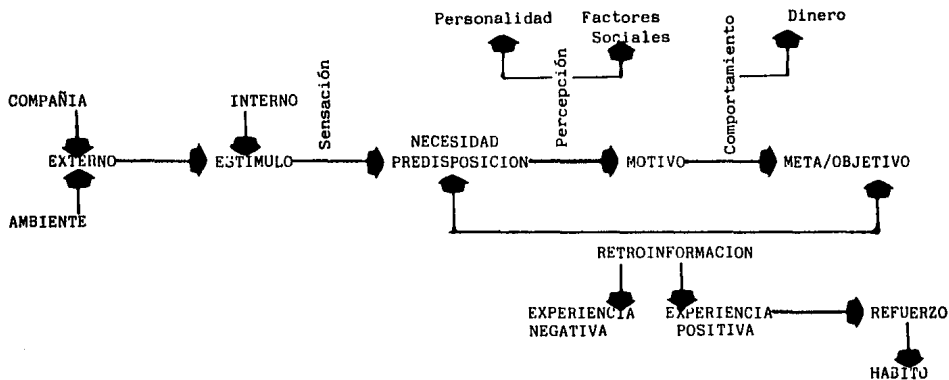 Personalidad
Factores
Sociales
Dinero
Sensación
Percepción
Comportamiento
COMPAÑIA
INTERNO
NECESIDAD
EXTERNO
ESTIMULO
PREDISPOSICION
MOTIVO
META/OBJETIVO
AMBIENTE
RETROINFORMACION
EXPERIENCIA
NEGATIVA
EXPERIENCIA
POSITIVA
REFUERZO
HABITO